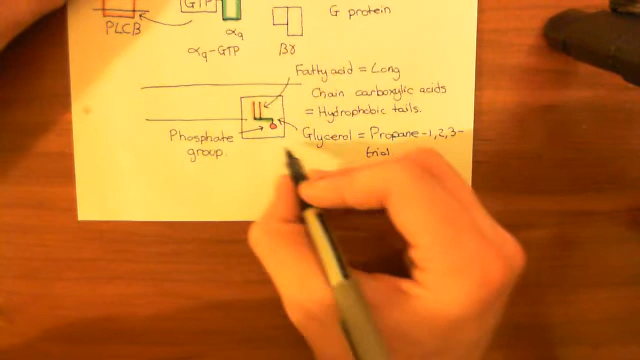 GTP
G protein
PLCβ
αq
αq-GTP
βγ
Fatty acid = Long
Chain carboxylic acids
= Hydrophobic tails.
Phosphate
group.
Glycerol = Propane-1,2,3-
triol